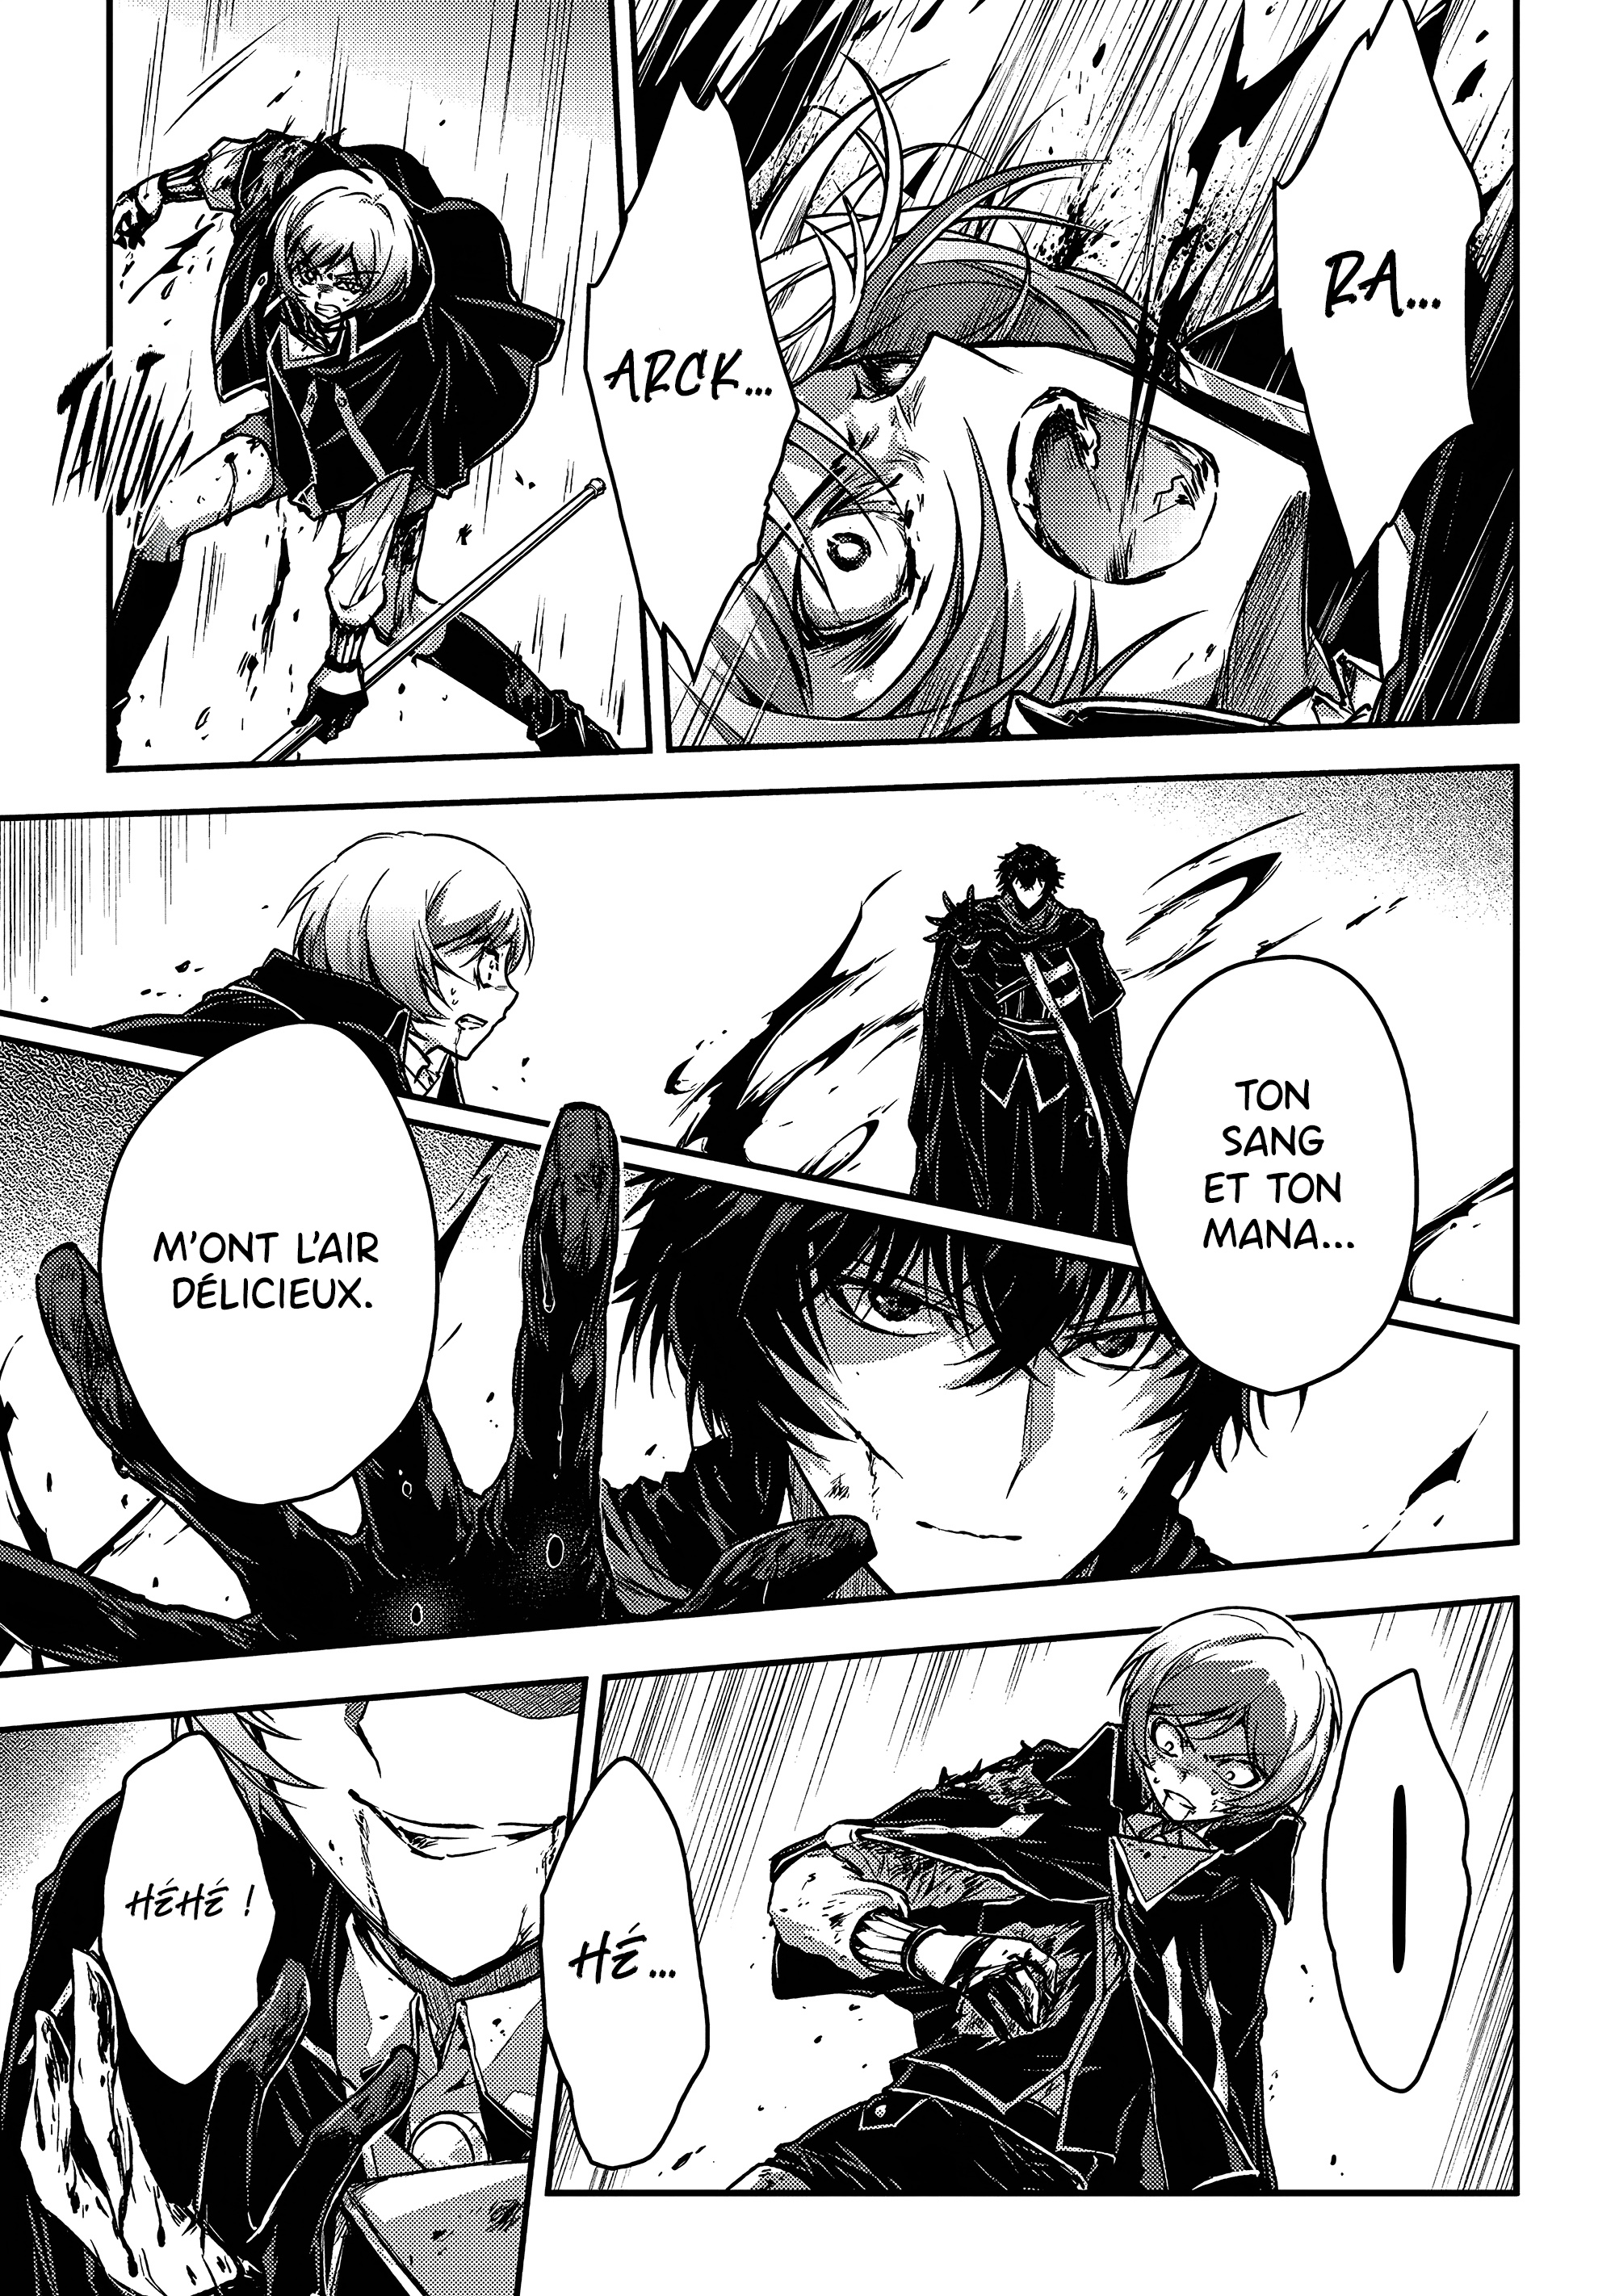 RA...
ARCK...
TON
SANG
ET TON
MANA...
M'ONT L'AIR
DÉLICIEUX.
HÉ...
HÉHÉ !